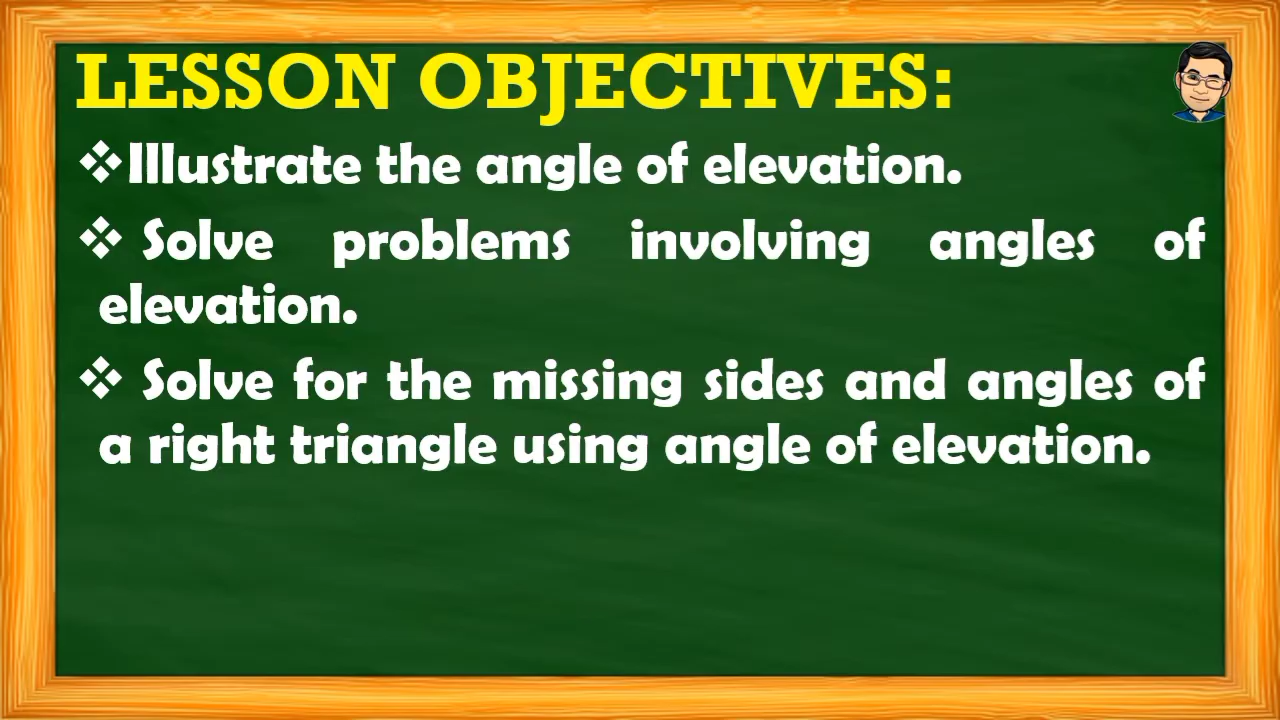 LESSON OBJECTIVES:
❖Illustrate the angle of elevation.
❖ Solve problems involving angles of
elevation.
❖ Solve for the missing sides and angles of
a right triangle using angle of elevation.